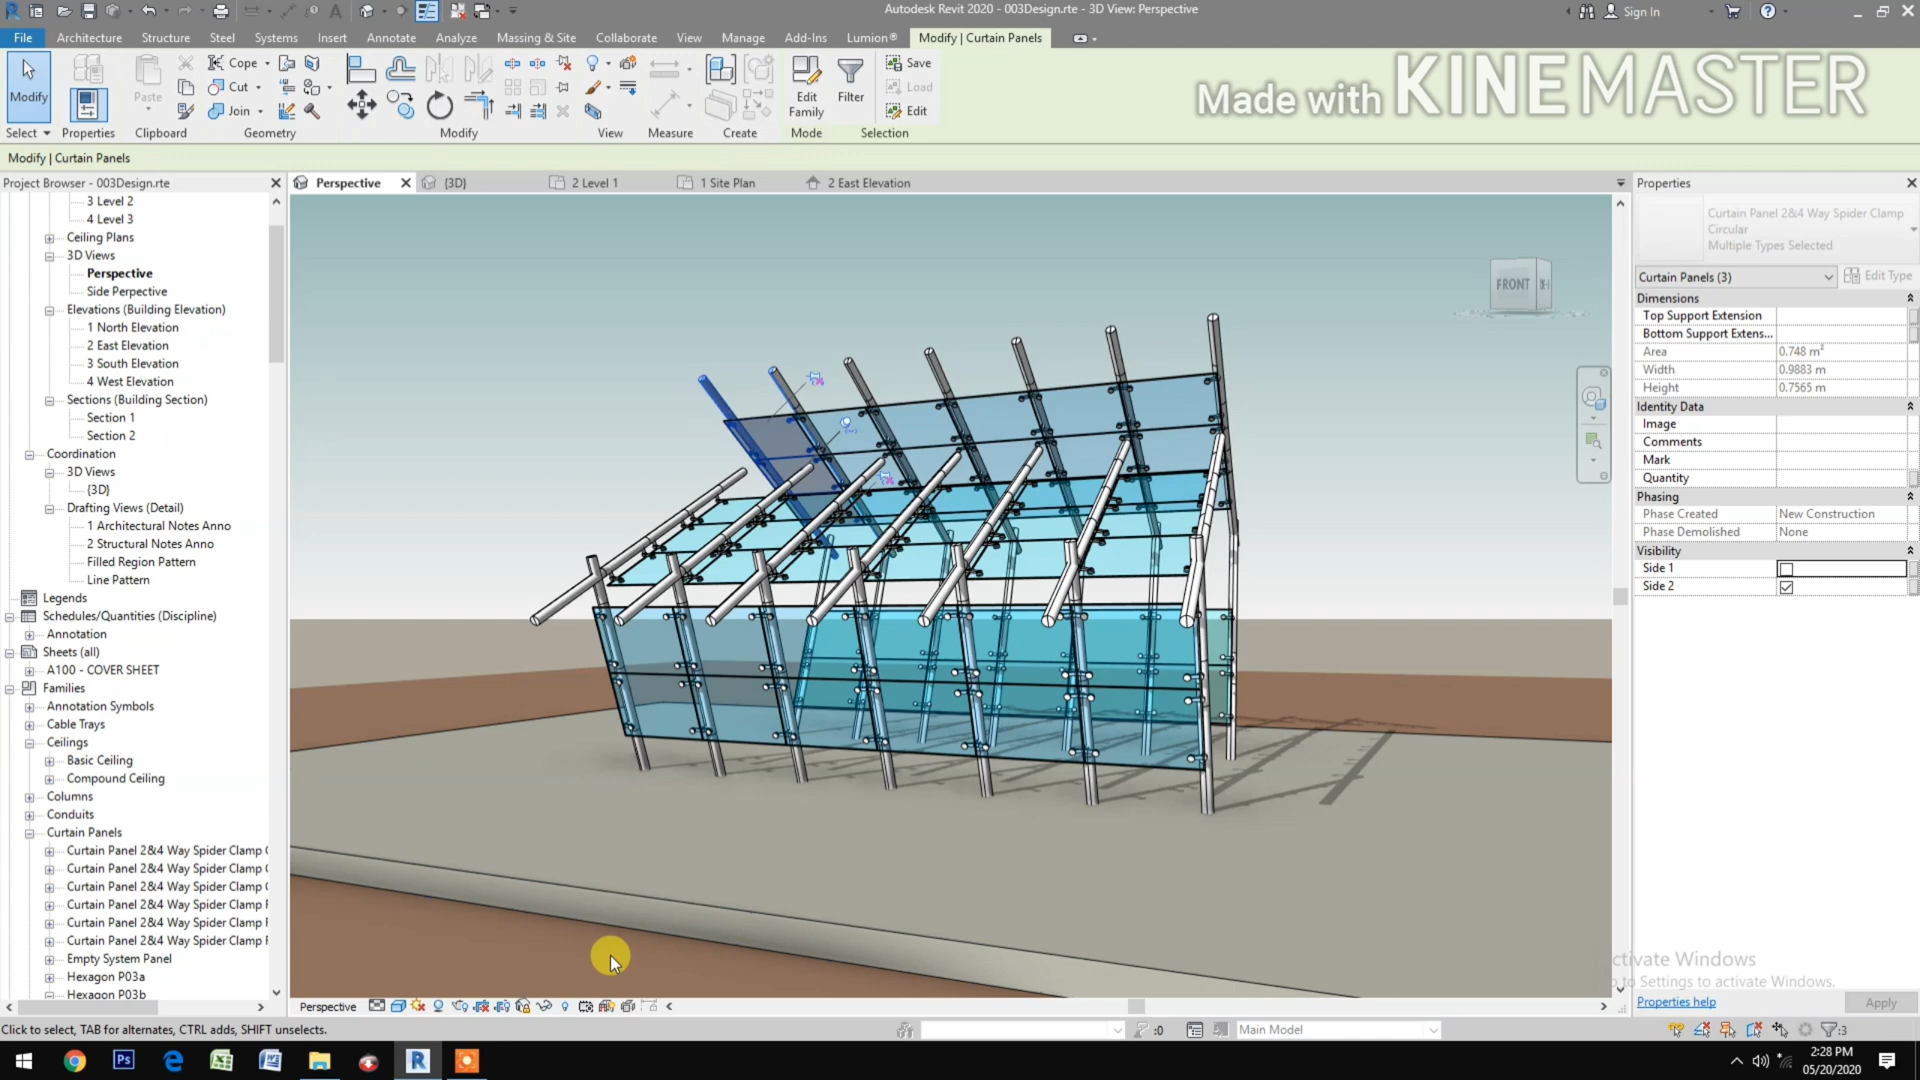 Autodesk Revit 2020 - 003Design.rte - 3D View: Perspective
Sign In
File Architecture Structure Steel Systems Insert Annotate Analyze Massing & Site Collaborate View Manage Add-Ins Lumion® Modify | Curtain Panels
Made with KINEMASTER
Modify
Paste
Cope
Cut
Join
Edit Family
Filter
Save
Load
Edit
Select Properties Clipboard Geometry Modify View Measure Create Mode Selection
Modify | Curtain Panels
Project Browser - 003Design.rte
Perspective {3D} 2 Level 1 1 Site Plan 2 East Elevation
3 Level 2
4 Level 3
Ceiling Plans
3D Views
Perspective
Side Perpective
Elevations (Building Elevation)
1 North Elevation
2 East Elevation
3 South Elevation
4 West Elevation
Sections (Building Section)
Section 1
Section 2
Coordination
3D Views
{3D}
Drafting Views (Detail)
1 Architectural Notes Anno
2 Structural Notes Anno
Filled Region Pattern
Line Pattern
Legends
Schedules/Quantities (Discipline)
Annotation
Sheets (all)
A100 - COVER SHEET
Families
Annotation Symbols
Cable Trays
Ceilings
Basic Ceiling
Compound Ceiling
Columns
Conduits
Curtain Panels
Curtain Panel 2&4 Way Spider Clamp
Curtain Panel 2&4 Way Spider Clamp
Curtain Panel 2&4 Way Spider Clamp
Curtain Panel 2&4 Way Spider Clamp
Curtain Panel 2&4 Way Spider Clamp
Curtain Panel 2&4 Way Spider Clamp
Empty System Panel
Hexagon P03a
Hexagon P03b
FRONT
Properties
Curtain Panel 2&4 Way Spider Clamp
Circular
Multiple Types Selected
Curtain Panels (3) Edit Type
Dimensions
Top Support Extension
Bottom Support Extens...
Area 0.748 m²
Width 0.9883 m
Height 0.7565 m
Identity Data
Image
Comments
Mark
Quantity
Phasing
Phase Created New Construction
Phase Demolished None
Visibility
Side 1
Side 2
ctivate Windows
to Settings to activate Windows.
Properties help Apply
Perspective
Click to select, TAB for alternates, CTRL adds, SHIFT unselects.
:0
Main Model
:3
2:28 PM
05/20/2020